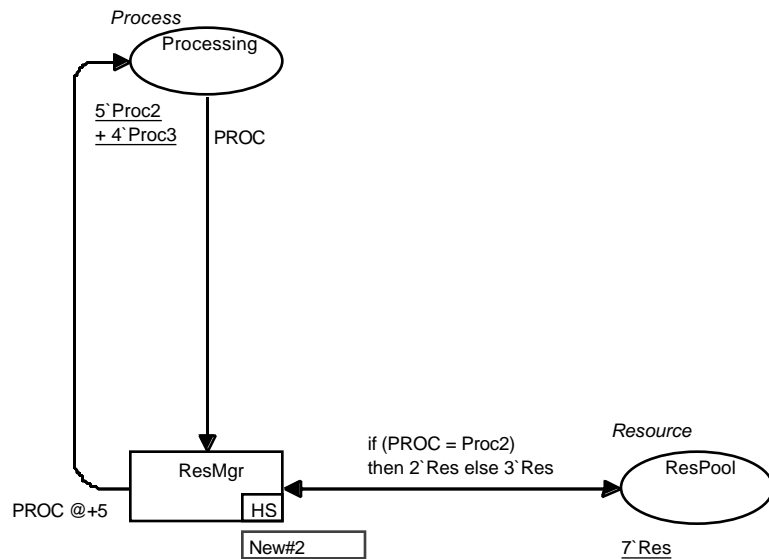 Process
Processing
5`Proc2
+ 4`Proc3
PROC
if (PROC = Proc2)
then 2`Res else 3`Res
Resource
ResMgr
ResPool
PROC @+5
HS
New#2
7`Res